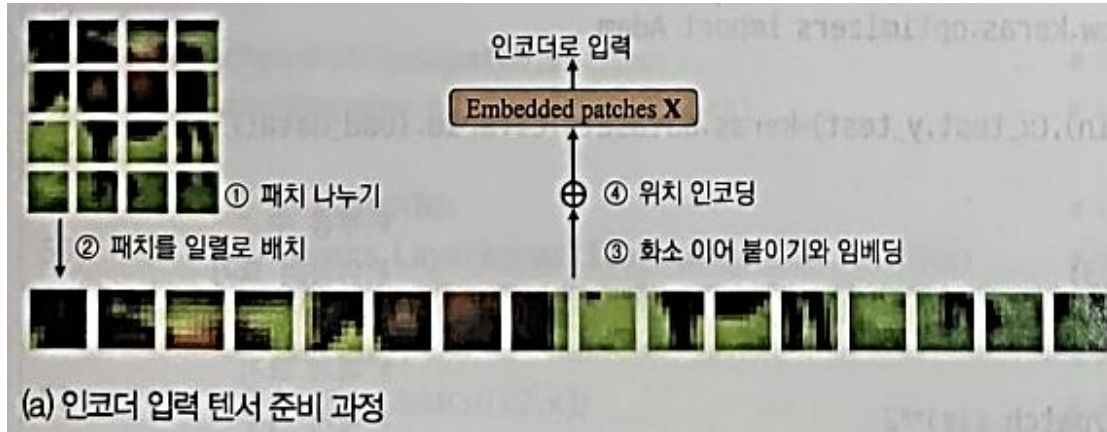 인코더로 입력
Embedded patches X
① 패치 나누기
④ 위치 인코딩
② 패치를 일렬로 배치
③ 화소 이어 붙이기와 임베딩
(a) 인코더 입력 텐서 준비 과정